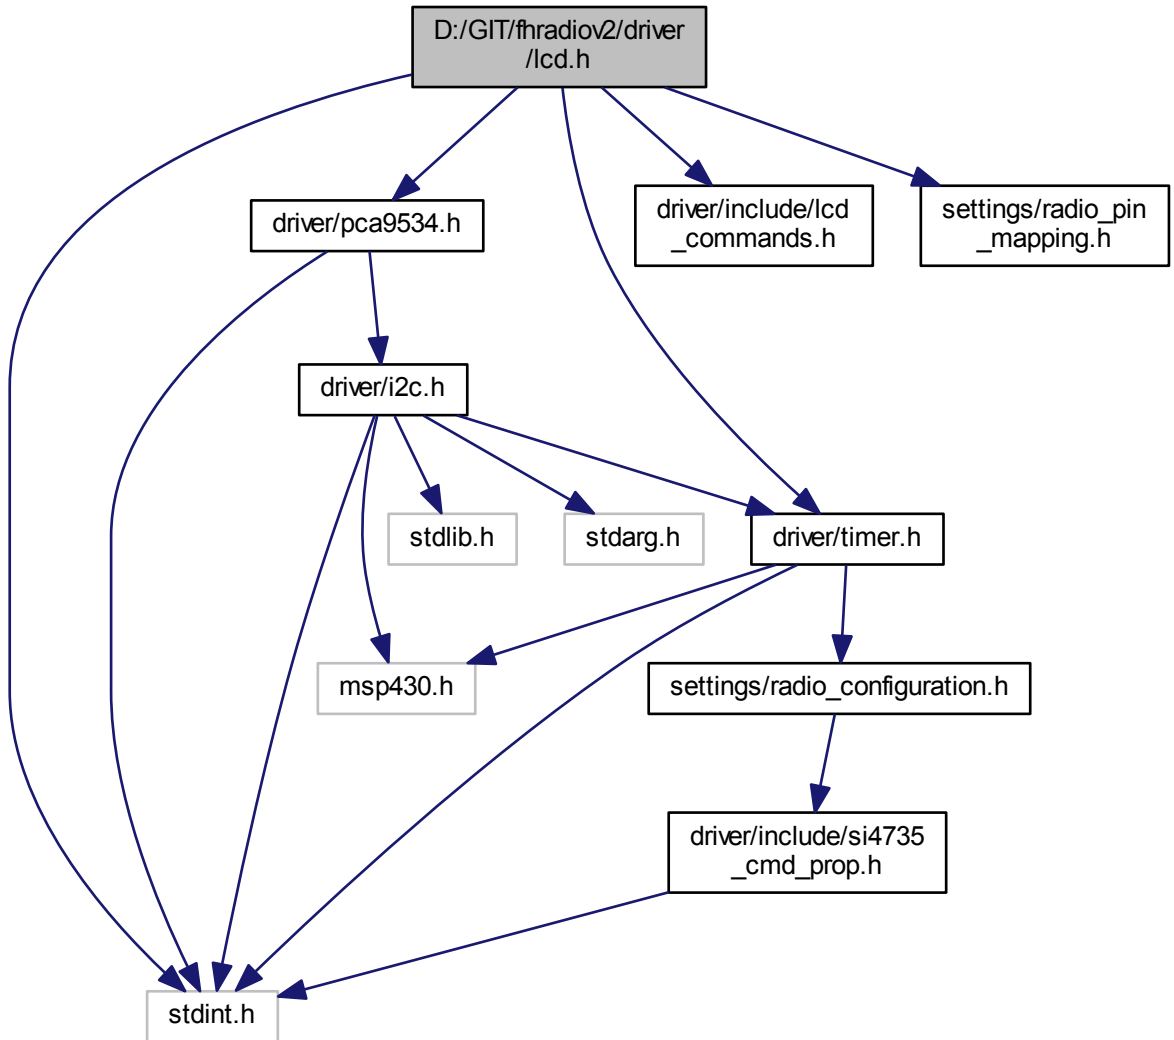 D:/GIT/fhradiov2/driver
/lcd.h
driver/pca9534.h
driver/include/lcd
_commands.h
settings/radio_pin
_mapping.h
driver/i2c.h
stdlib.h
stdarg.h
driver/timer.h
msp430.h
settings/radio_configuration.h
driver/include/si4735
_cmd_prop.h
stdint.h